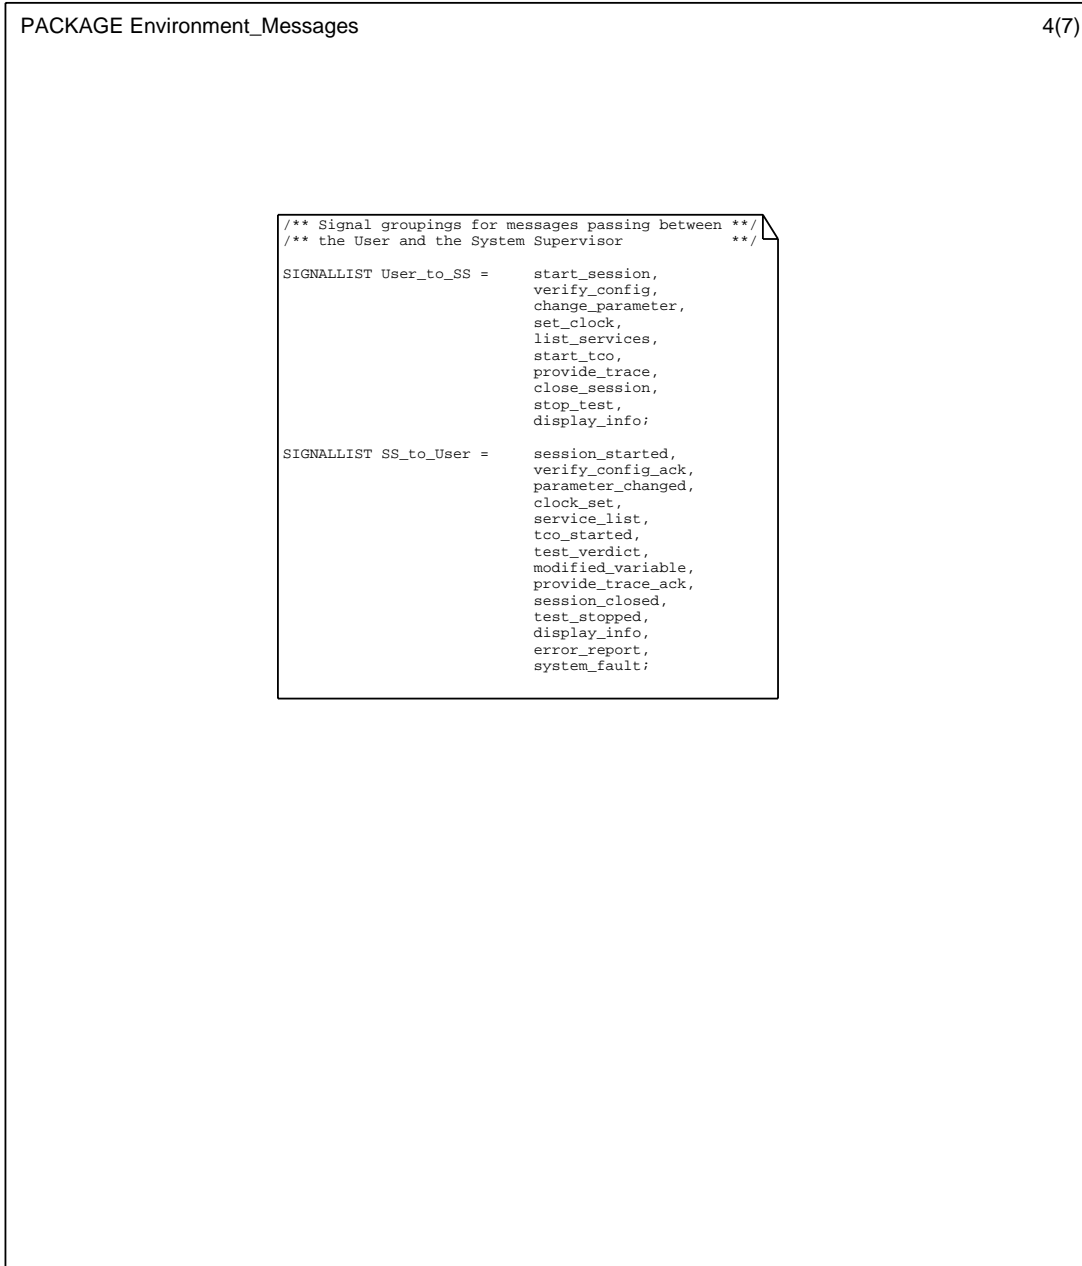 PACKAGE Environment_Messages 4(7)
/** Signal groupings for messages passing between **/
/** the User and the System Supervisor **/
SIGNALLIST User_to_SS = start_session,
verify_config,
change_parameter,
set_clock,
list_services,
start_tco,
provide_trace,
close_session,
stop_test,
display_info;
SIGNALLIST SS_to_User = session_started,
verify_config_ack,
parameter_changed,
clock_set,
service_list,
tco_started,
test_verdict,
modified_variable,
provide_trace_ack,
session_closed,
test_stopped,
display_info,
error_report,
system_fault;